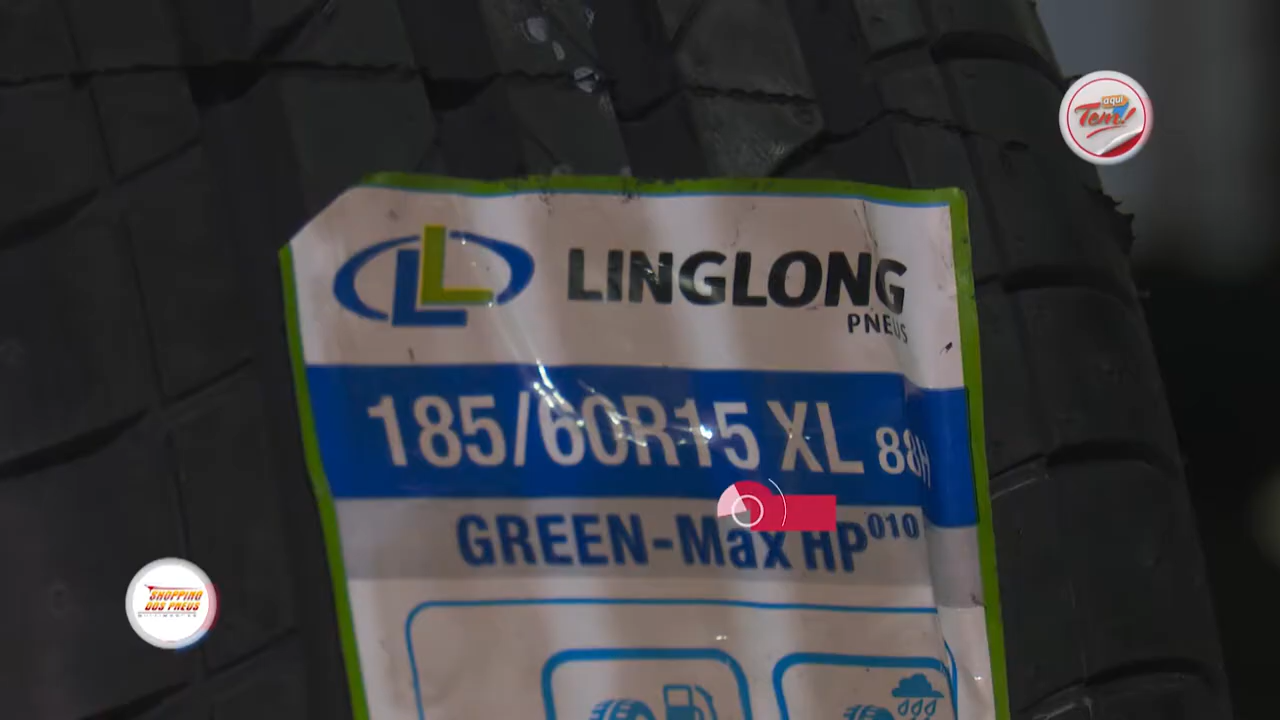 aqui
Tem!
LINGLONG
PNEUS
185/60R15 XL 88H
GREEN-Max HP010
SHOPPING
DOS PNEUS